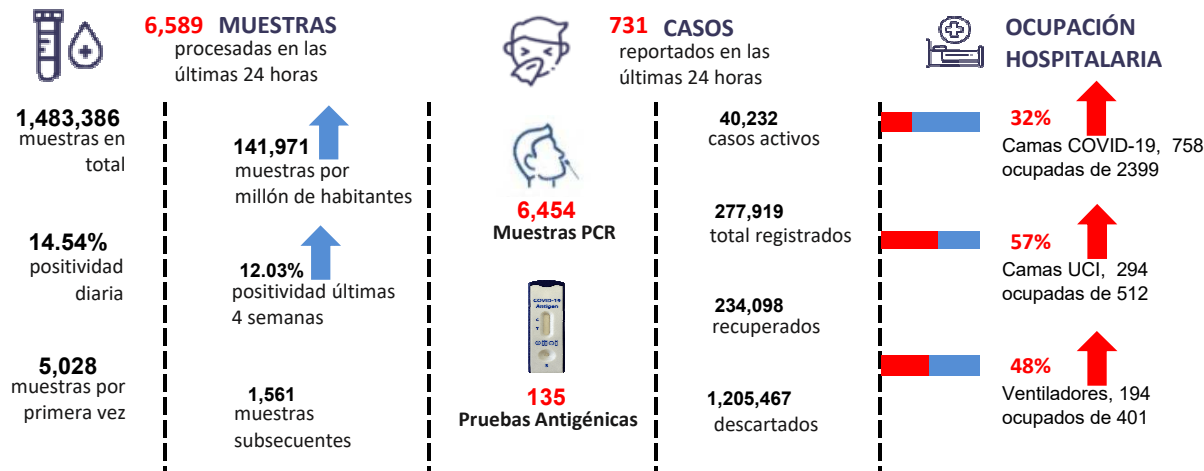 6,589 MUESTRAS
procesadas en las
últimas 24 horas
1,483,386
muestras en
total
141,971
muestras por
millón de habitantes
14.54%
positividad
diaria
12.03%
positividad últimas
4 semanas
5,028
muestras por
primera vez
1,561
muestras
subsecuentes
731 CASOS
reportados en las
últimas 24 horas
6,454
Muestras PCR
COVID-19
Antigen
C
T
S
135
Pruebas Antigénicas
40,232
casos activos
277,919
total registrados
234,098
recuperados
1,205,467
descartados
OCUPACIÓN
HOSPITALARIA
32%
Camas COVID-19, 758
ocupadas de 2399
57%
Camas UCI, 294
ocupadas de 512
48%
Ventiladores, 194
ocupados de 401